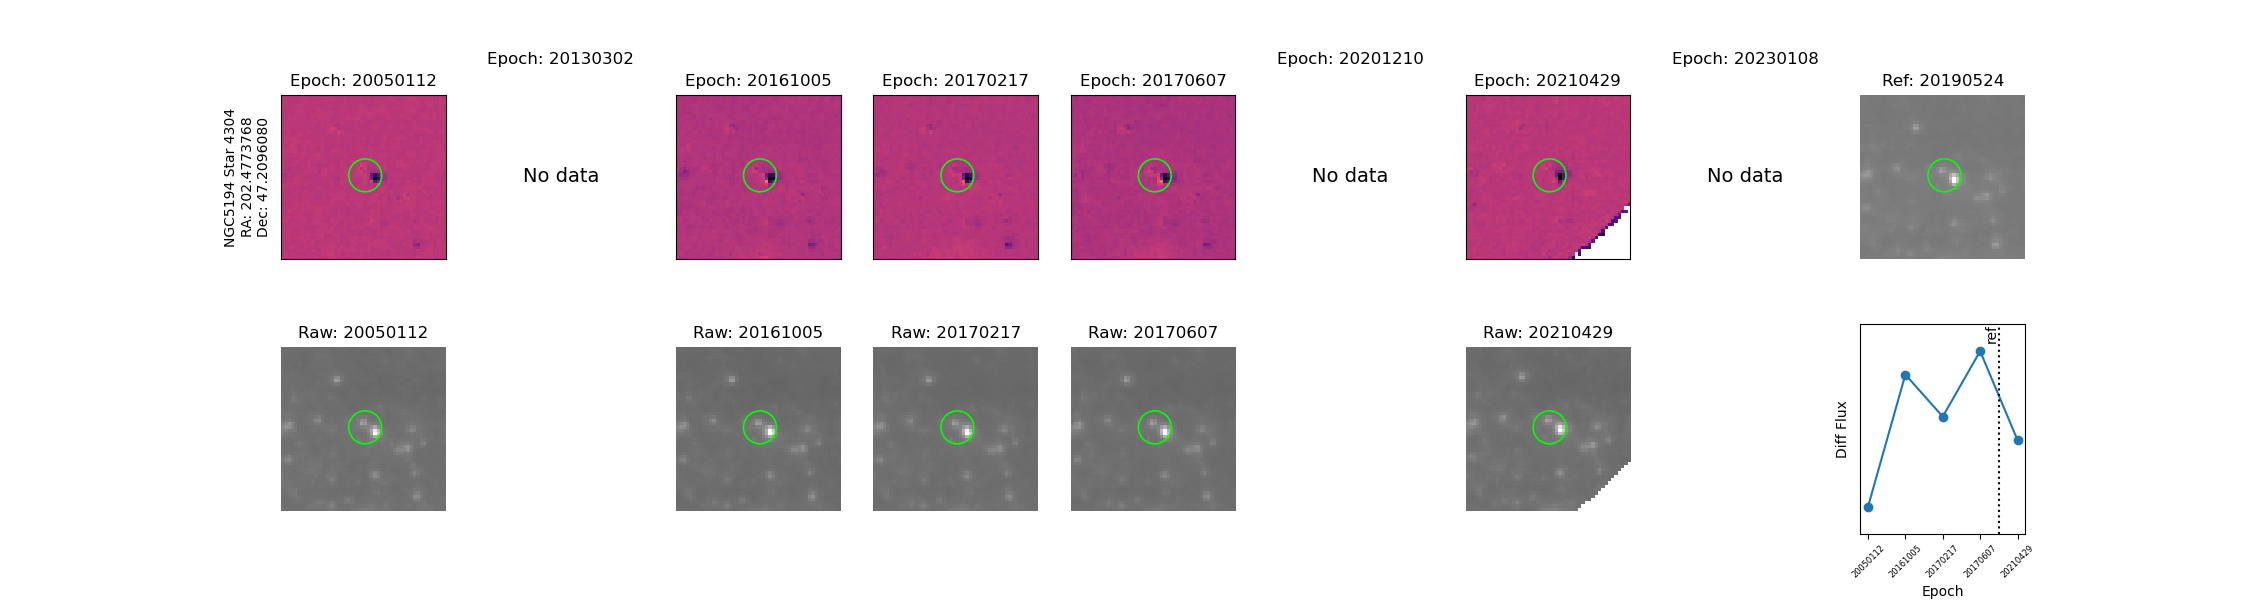 Epoch: 20130302
Epoch: 20201210
Epoch: 20230108
Epoch: 20050112
Epoch: 20161005
Epoch: 20170217
Epoch: 20170607
Epoch: 20210429
Ref: 20190524
NGC5194 Star 4304
RA: 202.4773768
Dec: 47.2096080
No data
No data
No data
Raw: 20050112
Raw: 20161005
Raw: 20170217
Raw: 20170607
Raw: 20210429
ref
Diff Flux
20050112
20161005
20170217
20170607
20210429
Epoch